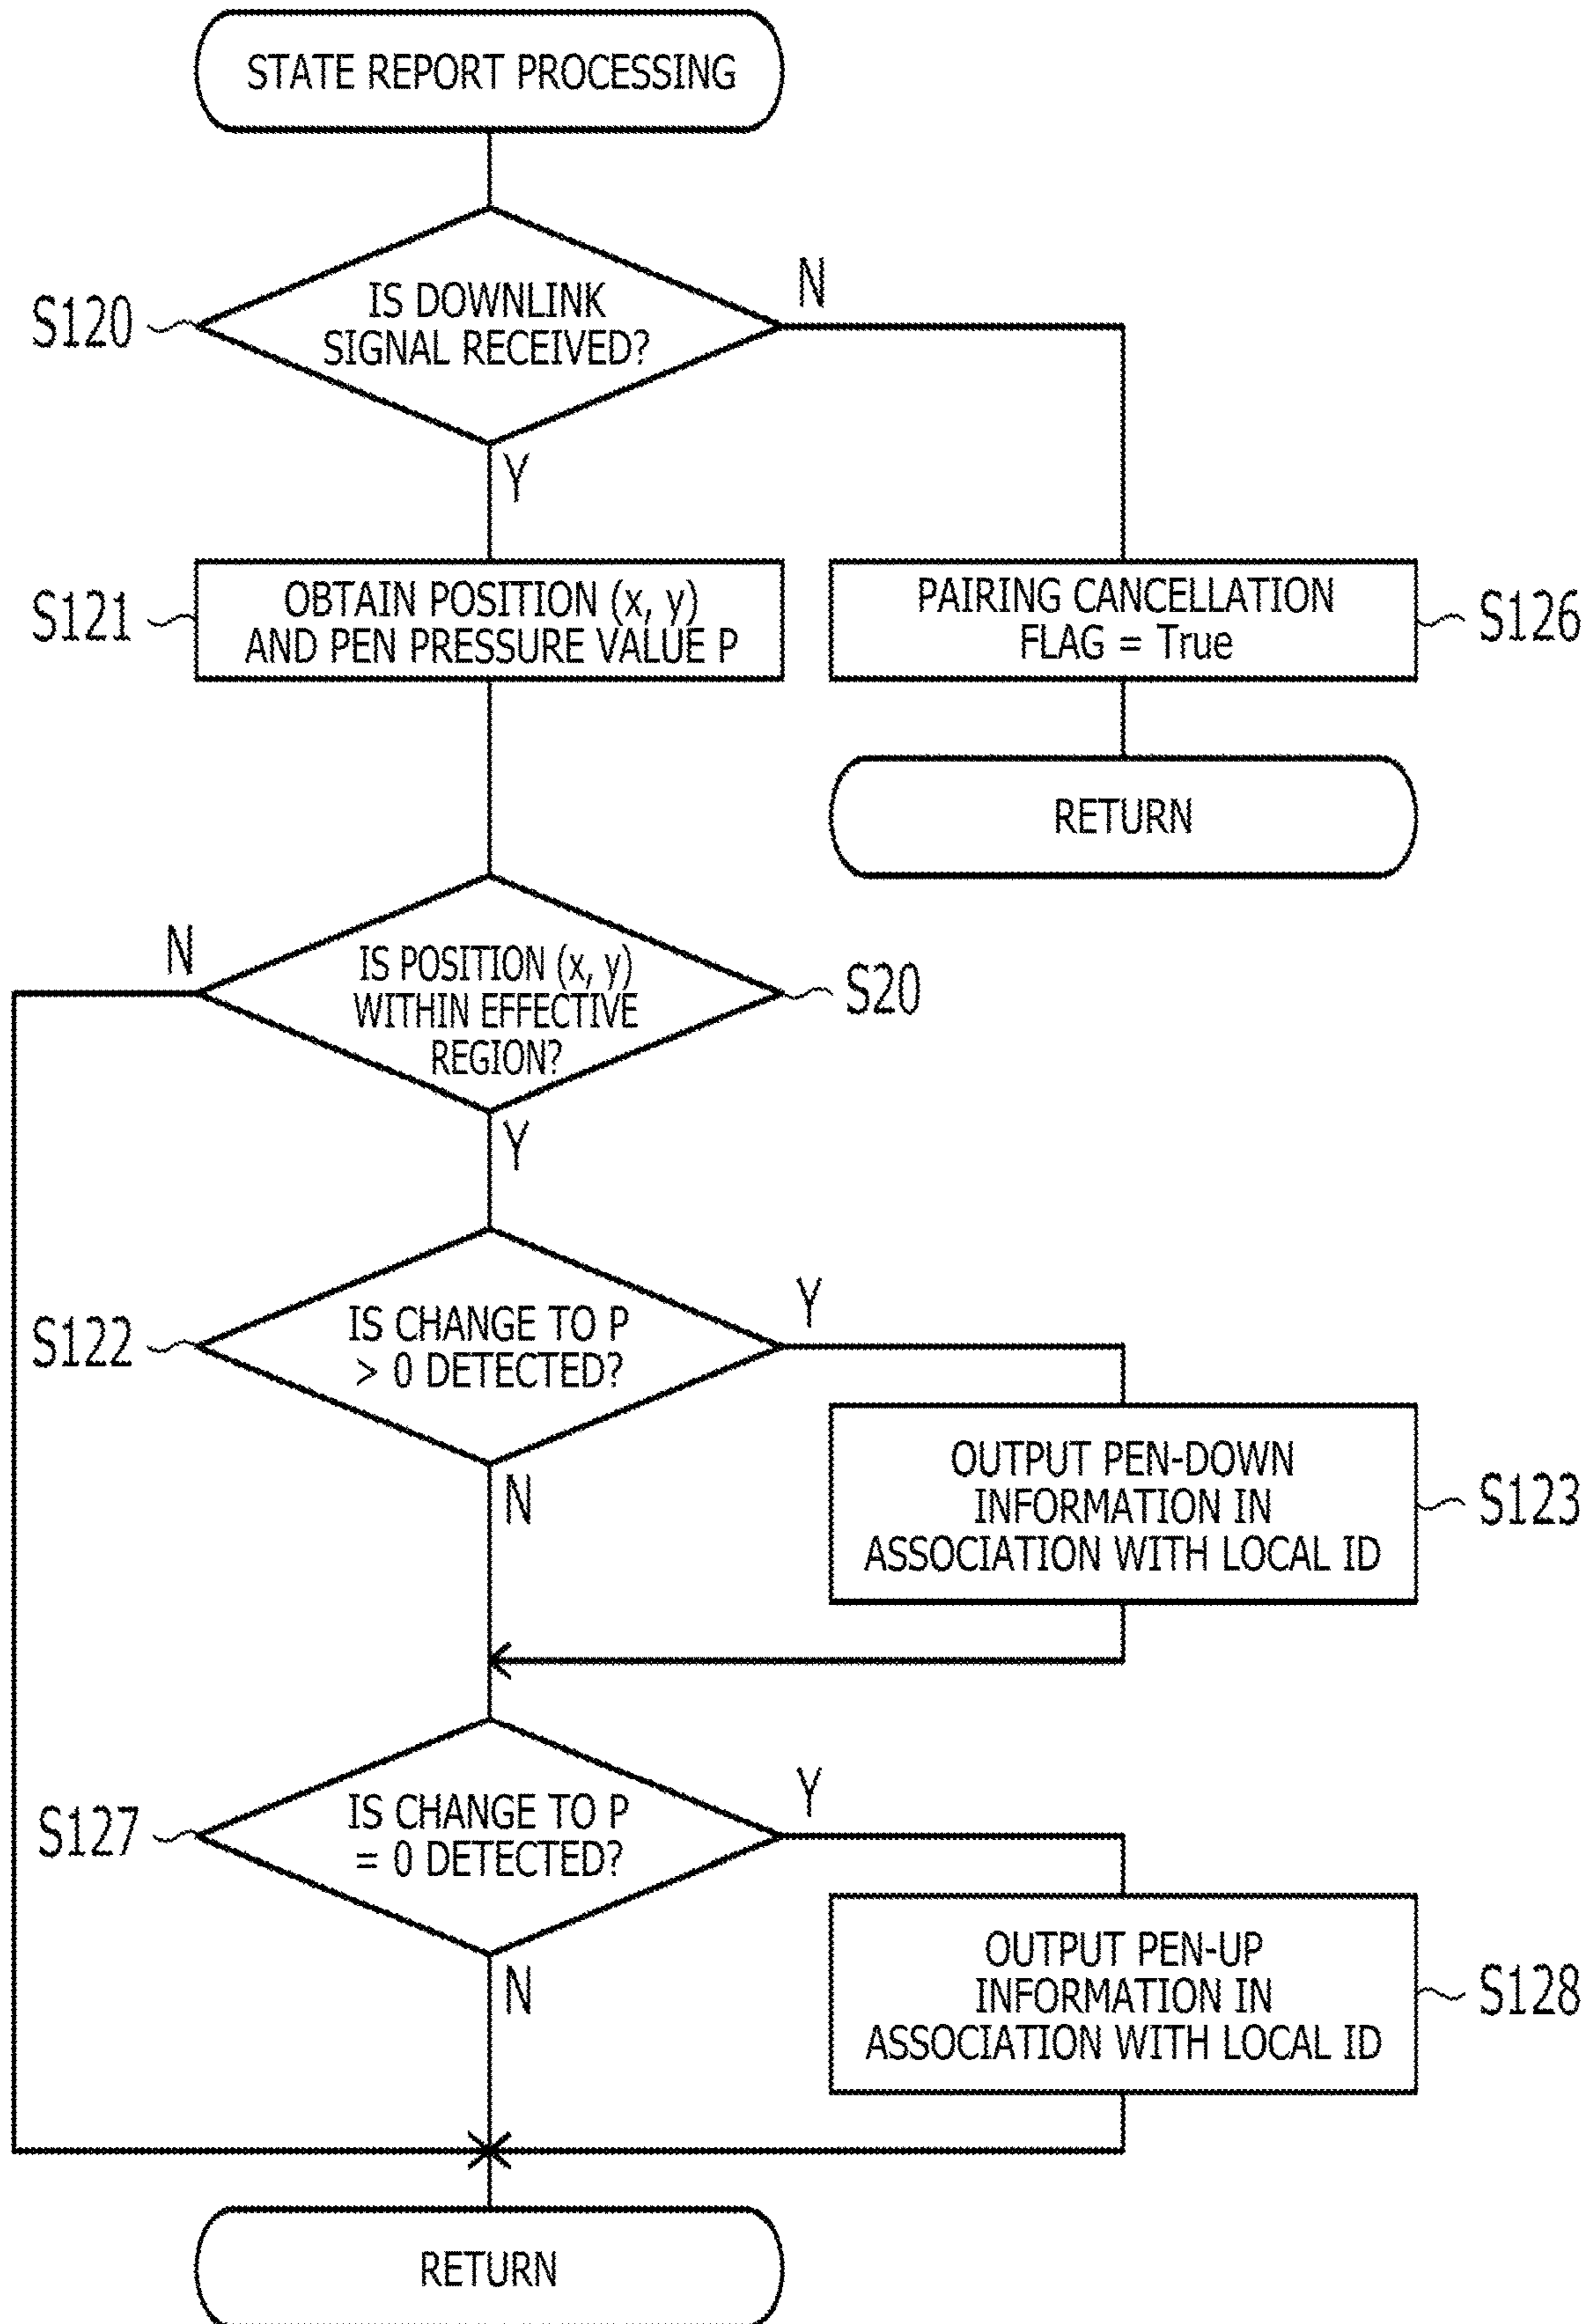 STATE REPORT PROCESSING
S120
IS DOWNLINK
SIGNAL RECEIVED?
N
Y
S121
OBTAIN POSITION (x, y)
AND PEN PRESSURE VALUE P
PAIRING CANCELLATION
FLAG = True
S126
RETURN
N
IS POSITION (x, y)
WITHIN EFFECTIVE
REGION?
S20
Y
S122
IS CHANGE TO P
> 0 DETECTED?
Y
N
OUTPUT PEN-DOWN
INFORMATION IN
ASSOCIATION WITH LOCAL ID
S123
S127
IS CHANGE TO P
= 0 DETECTED?
Y
N
OUTPUT PEN-UP
INFORMATION IN
ASSOCIATION WITH LOCAL ID
S128
RETURN